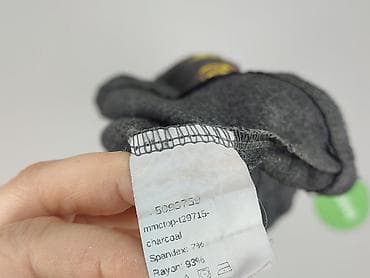 5093759
mmctop-t29715-
charcoal
Spandex: 7%
Rayon: 93%